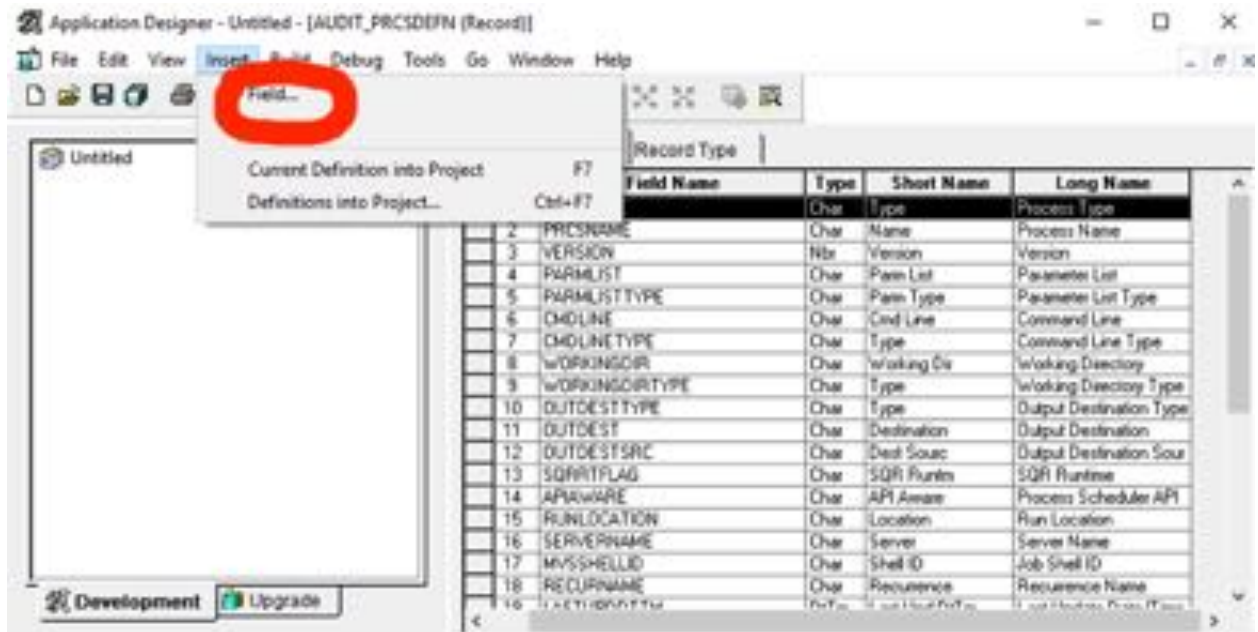 Application Designer - Untitled - [AUDIT_PRCSDEFN (Record)]
File Edit View Insert Build Debug Tools Go Window Help
Field...
Current Definition into Project F7
Definitions into Project... Ctrl+F7
Untitled
Record Type
Field Name Type Short Name Long Name
Char Type Process Type
2 PRCSNAME Char Name Process Name
3 VERSION Nbr Version Version
4 PARMLIST Char Parm List Parameter List
5 PARMLISTTYPE Char Parm Type Parameter List Type
6 CMDLINE Char Cmd Line Command Line
7 CMDLINETYPE Char Type Command Line Type
8 WORKINGDIR Char Working Dir Working Directory
9 WORKINGDIRTYPE Char Type Working Directory Type
10 OUTDESTTYPE Char Type Output Destination Type
11 OUTDEST Char Destination Output Destination
12 OUTDESTSRC Char Dest Sourc Output Destination Sour
13 SQRRTFLAG Char SQR Runtm SQR Runtime
14 APIAWARE Char API Aware Process Scheduler API
15 RUNLOCATION Char Location Run Location
16 SERVERNAME Char Server Server Name
17 MVSSHELLID Char Shell ID Job Shell ID
18 RECURNAME Char Recurrence Recurrence Name
19
Development Upgrade